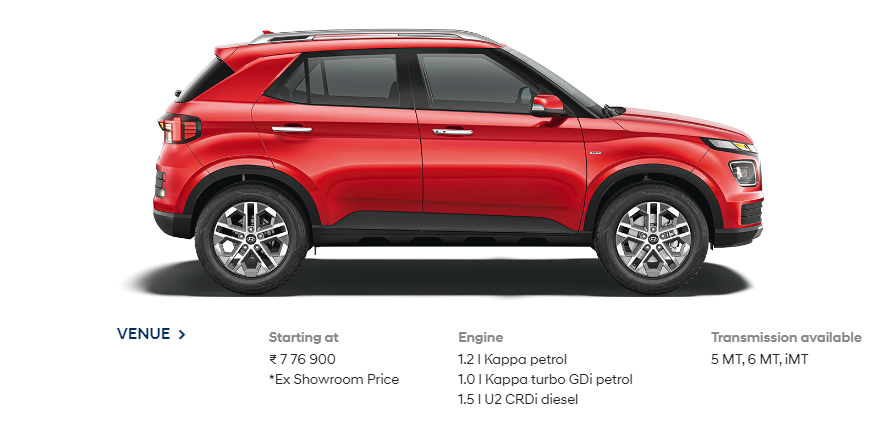 VENUE >
Starting at
₹ 7 76 900
*Ex Showroom Price
Engine
1.2 l Kappa petrol
1.0 l Kappa turbo GDi petrol
1.5 l U2 CRDi diesel
Transmission available
5 MT, 6 MT, iMT